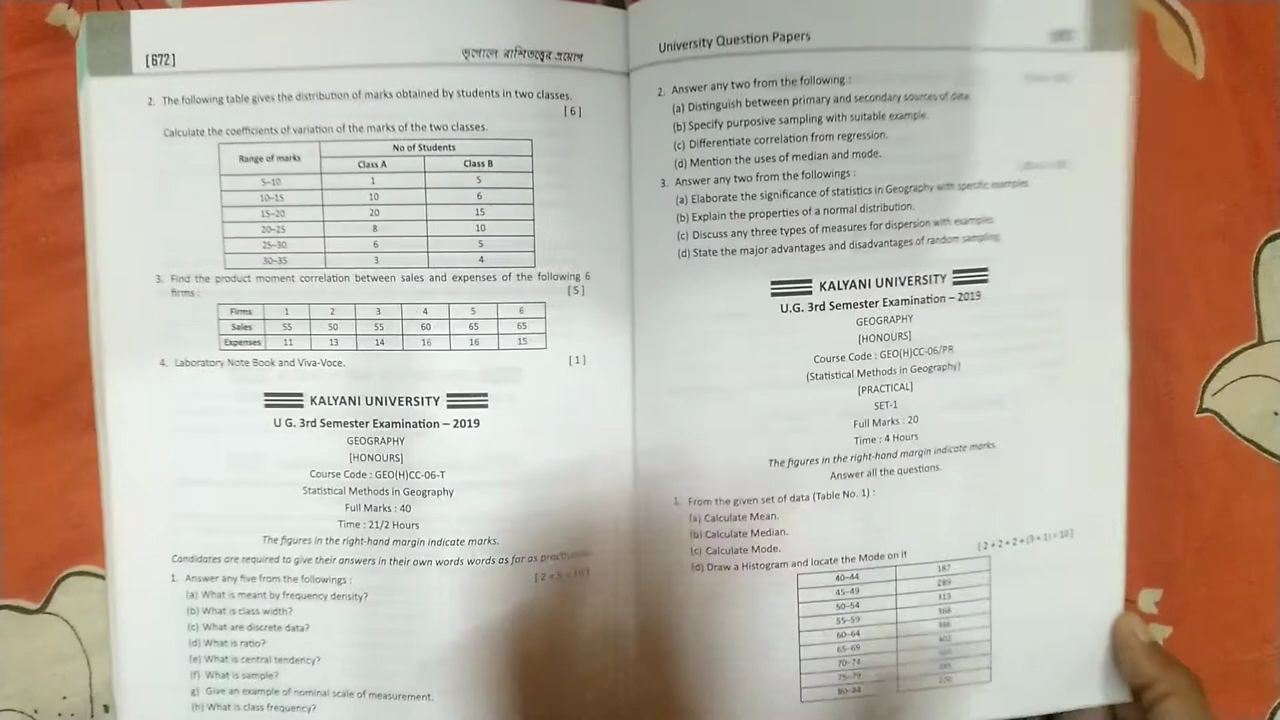 [672]
ভূগোলে রাশিতত্ত্বের প্রয়োগ
2. The following table gives the distribution of marks obtained by students in two classes.
[6]
Calculate the coefficients of variation of the marks of the two classes.
Range of marks No of Students
Class A Class B
5–10 1 5
10–15 10 6
15–20 20 15
20–25 8 10
25–30 6 5
30–35 3 4
3. Find the product moment correlation between sales and expenses of the following 6
firms : [5]
Firms 1 2 3 4 5 6
Sales 55 50 55 60 65 65
Expenses 11 13 14 16 16 15
4. Laboratory Note Book and Viva-Voce. [1]
KALYANI UNIVERSITY
U G. 3rd Semester Examination – 2019
GEOGRAPHY
[HONOURS]
Course Code : GEO(H)CC-06-T
Statistical Methods in Geography
Full Marks : 40
Time : 21/2 Hours
The figures in the right-hand margin indicate marks.
Candidates are required to give their answers in their own words words as far as
1. Answer any five from the followings : [2×5=10]
(a) What is meant by frequency density?
(b) What is class width?
(c) What are discrete data?
(d) What is ratio?
(e) What is central tendency?
(f) What is sample?
g) Give an example of nominal scale of measurement.
(h) What is class frequency?
University Question Papers
2. Answer any two from the following :
(a) Distinguish between primary and secondary sources of data
(b) Specify purposive sampling with suitable example.
(c) Differentiate correlation from regression.
(d) Mention the uses of median and mode.
3. Answer any two from the followings :
(a) Elaborate the significance of statistics in Geography with specific examples
(b) Explain the properties of a normal distribution.
(c) Discuss any three types of measures for dispersion with examples
(d) State the major advantages and disadvantages of random sampling
KALYANI UNIVERSITY
U.G. 3rd Semester Examination – 2019
GEOGRAPHY
[HONOURS]
Course Code : GEO(H)CC-06/PR
(Statistical Methods in Geography)
[PRACTICAL]
SET-1
Full Marks : 20
Time : 4 Hours
The figures in the right-hand margin indicate marks.
Answer all the questions.
1. From the given set of data (Table No. 1) :
(a) Calculate Mean.
(b) Calculate Median.
(c) Calculate Mode.
(d) Draw a Histogram and locate the Mode on it [2+2+2+(3+1)=10]
40–44 187
45–49 289
50–54 313
55–59
60–64
65–69
70–74
75–79
80–84